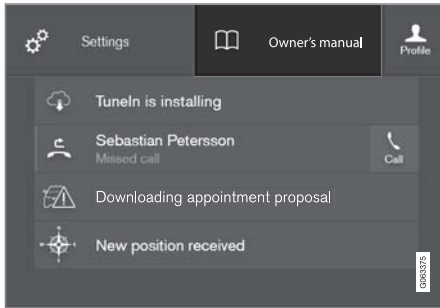 Settings
Owner's manual
Profile
TuneIn is installing
Sebastian Petersson
Missed call
Call
Downloading appointment proposal
New position received
G063375